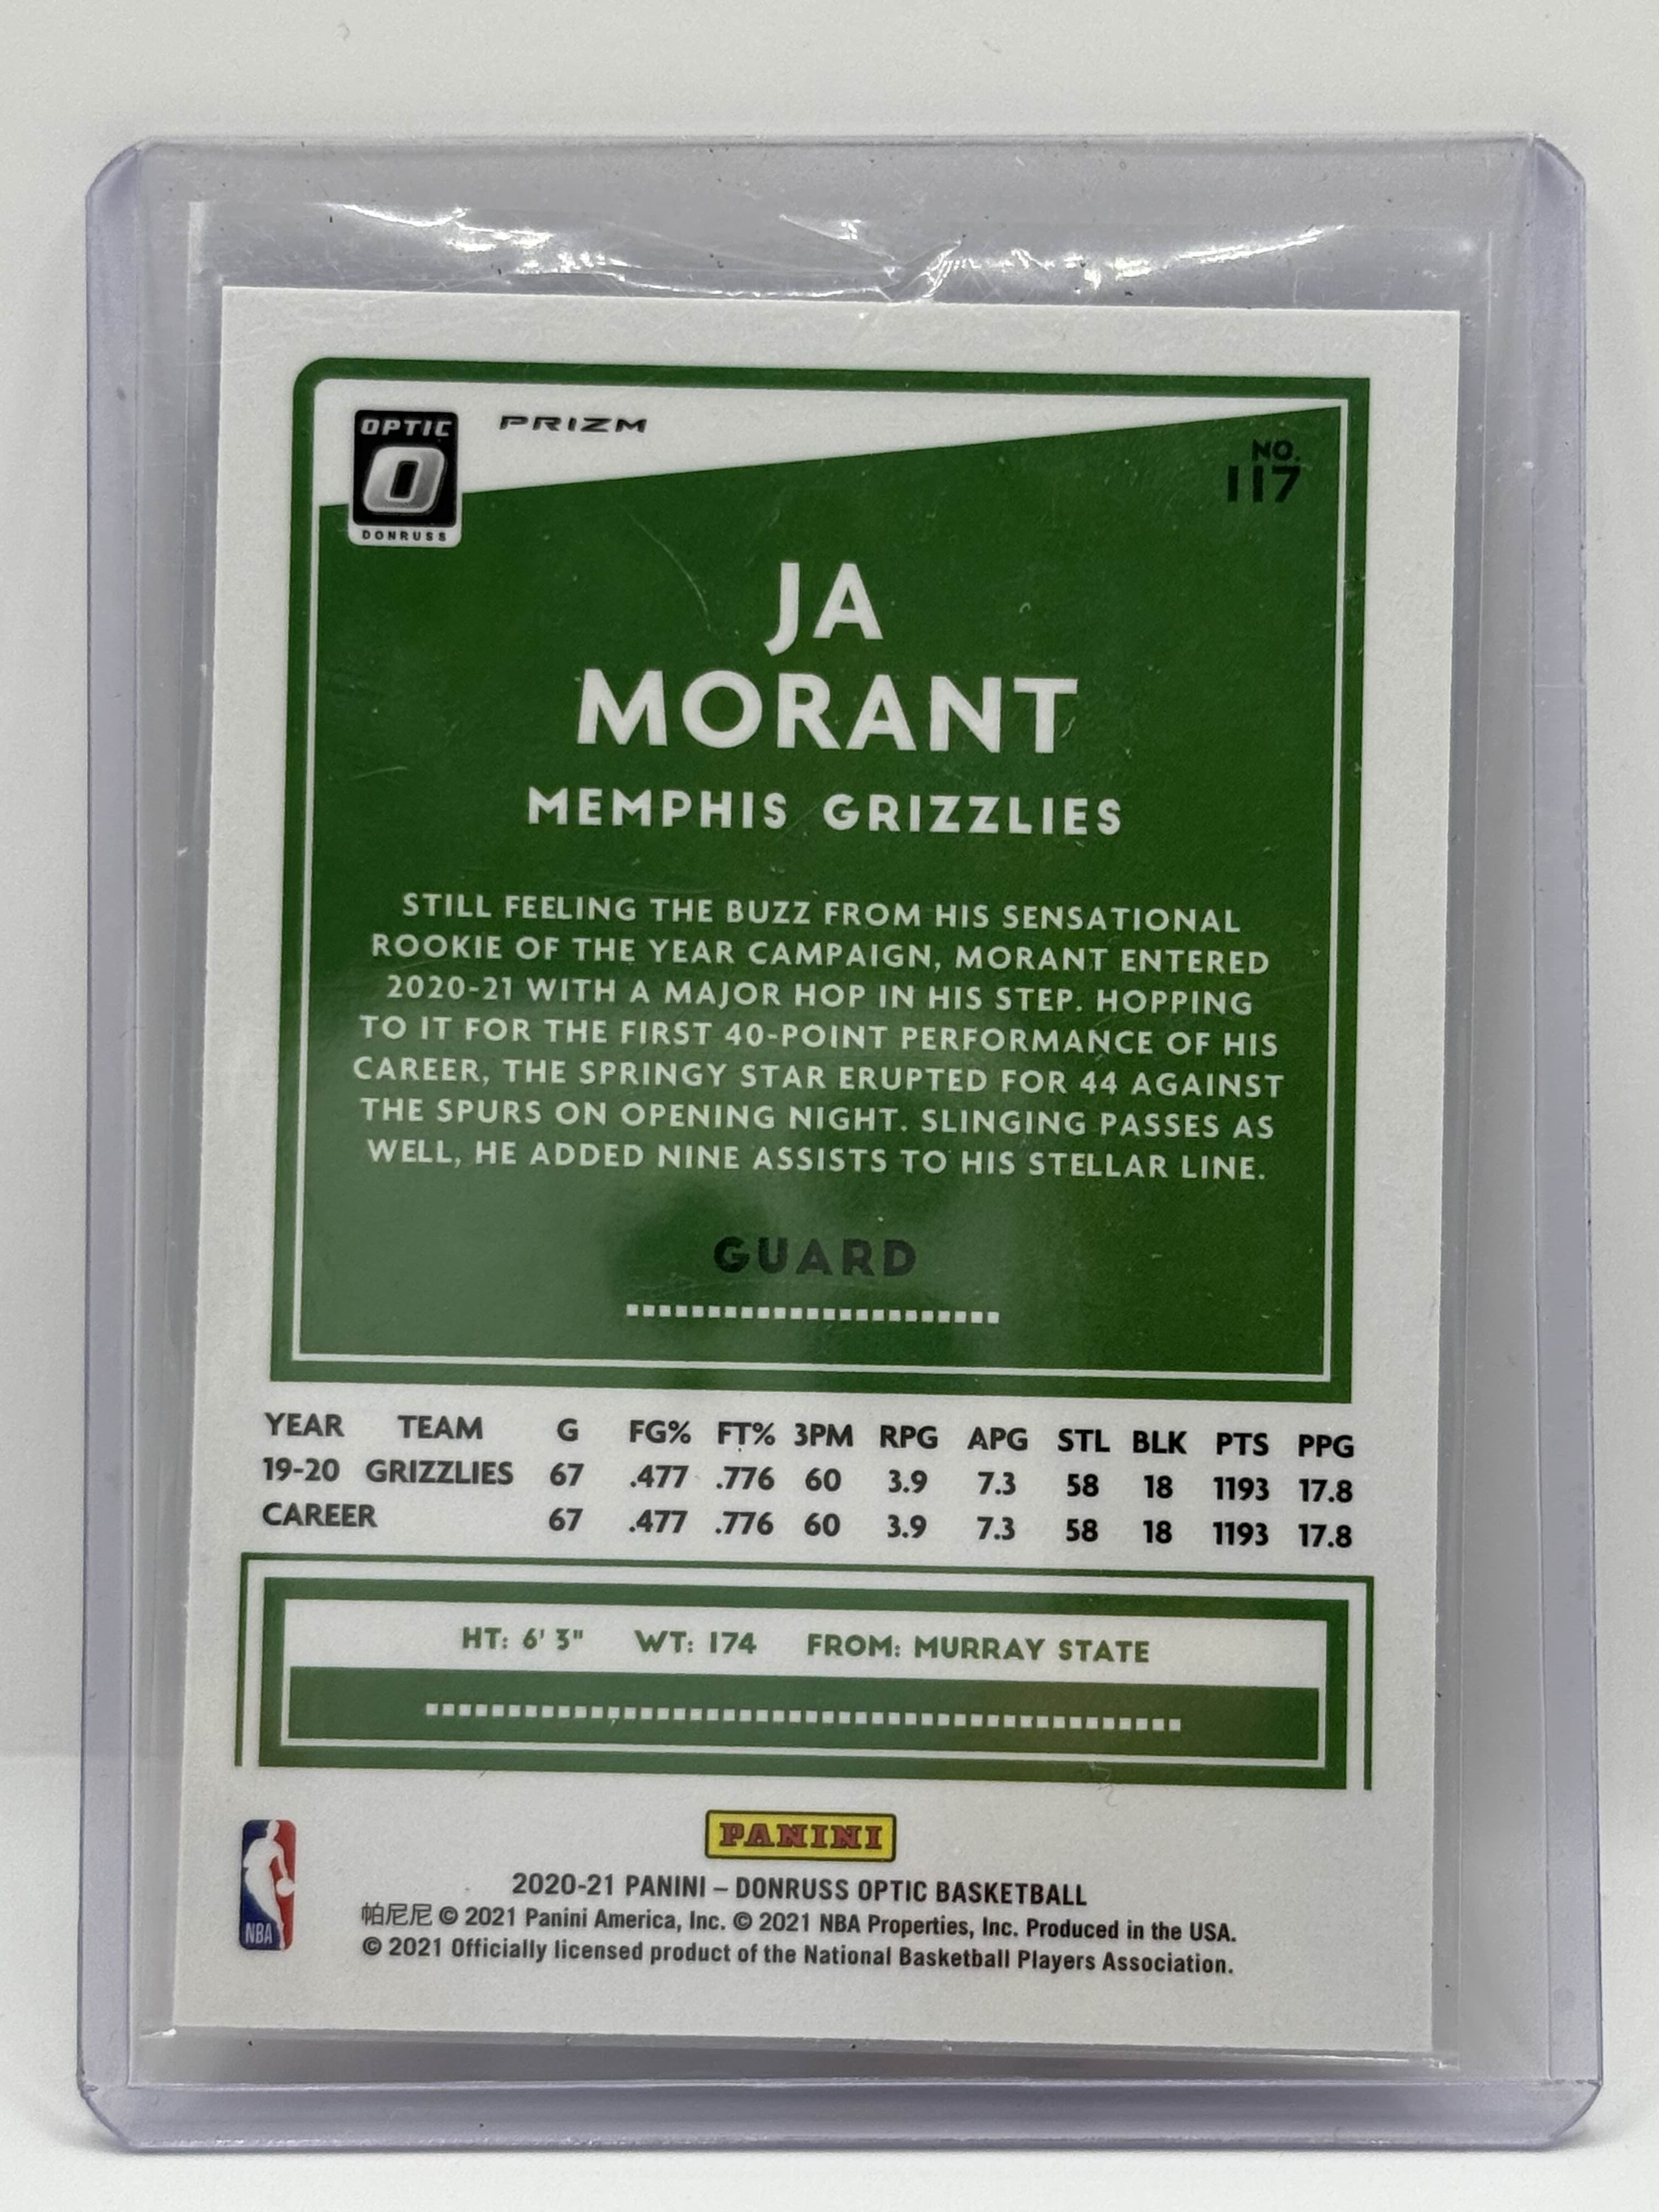 OPTIC
O
DONRUSS
PRIZM
NO.
117
JA
MORANT
MEMPHIS GRIZZLIES
STILL FEELING THE BUZZ FROM HIS SENSATIONAL
ROOKIE OF THE YEAR CAMPAIGN, MORANT ENTERED
2020-21 WITH A MAJOR HOP IN HIS STEP. HOPPING
TO IT FOR THE FIRST 40-POINT PERFORMANCE OF HIS
CAREER, THE SPRINGY STAR ERUPTED FOR 44 AGAINST
THE SPURS ON OPENING NIGHT. SLINGING PASSES AS
WELL, HE ADDED NINE ASSISTS TO HIS STELLAR LINE.
GUARD
YEAR TEAM G FG% FT% 3PM RPG APG STL BLK PTS PPG
19-20 GRIZZLIES 67 .477 .776 60 3.9 7.3 58 18 1193 17.8
CAREER 67 .477 .776 60 3.9 7.3 58 18 1193 17.8
HT: 6' 3" WT: 174 FROM: MURRAY STATE
PANINI
2020-21 PANINI – DONRUSS OPTIC BASKETBALL
帕尼尼 © 2021 Panini America, Inc. © 2021 NBA Properties, Inc. Produced in the USA.
© 2021 Officially licensed product of the National Basketball Players Association.
NBA